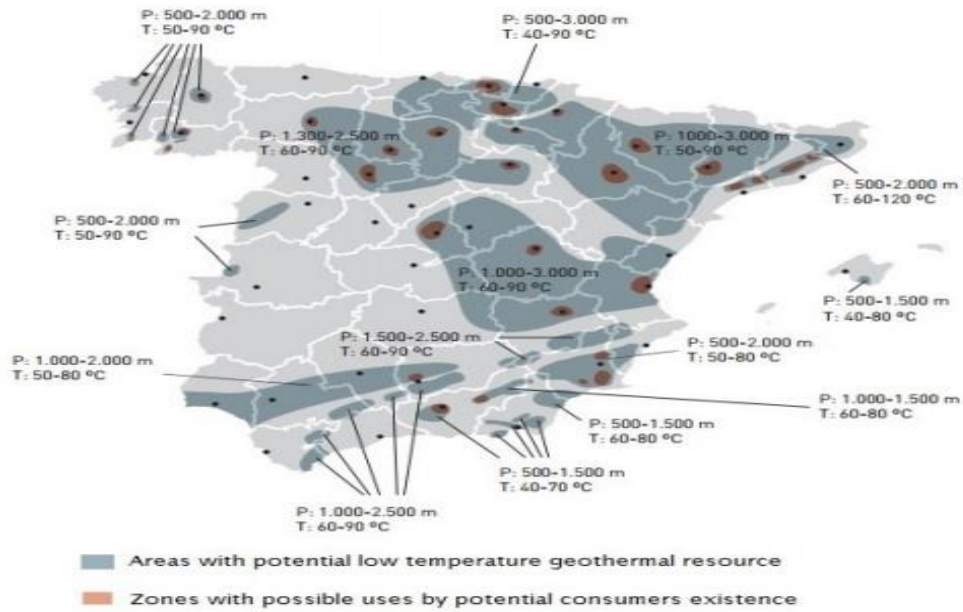 P: 500-2.000 m
T: 50-90 ºC
P: 500-3.000 m
T: 40-90 ºC
P: 1.300-2.500 m
T: 60-90 ºC
P: 1000-3.000 m
T: 50-90 ºC
P: 500-2.000 m
T: 60-120 ºC
P: 500-2.000 m
T: 50-90 ºC
P: 1.000-3.000 m
T: 60-90 ºC
P: 500-1.500 m
T: 40-80 ºC
P: 1.500-2.500 m
T: 60-90 ºC
P: 500-2.000 m
T: 50-80 ºC
P: 1.000-2.000 m
T: 50-80 ºC
P: 1.000-1.500 m
T: 60-80 ºC
P: 500-1.500 m
T: 60-80 ºC
P: 500-1.500 m
T: 40-70 ºC
P: 1.000-2.500 m
T: 60-90 ºC
Areas with potential low temperature geothermal resource
Zones with possible uses by potential consumers existence